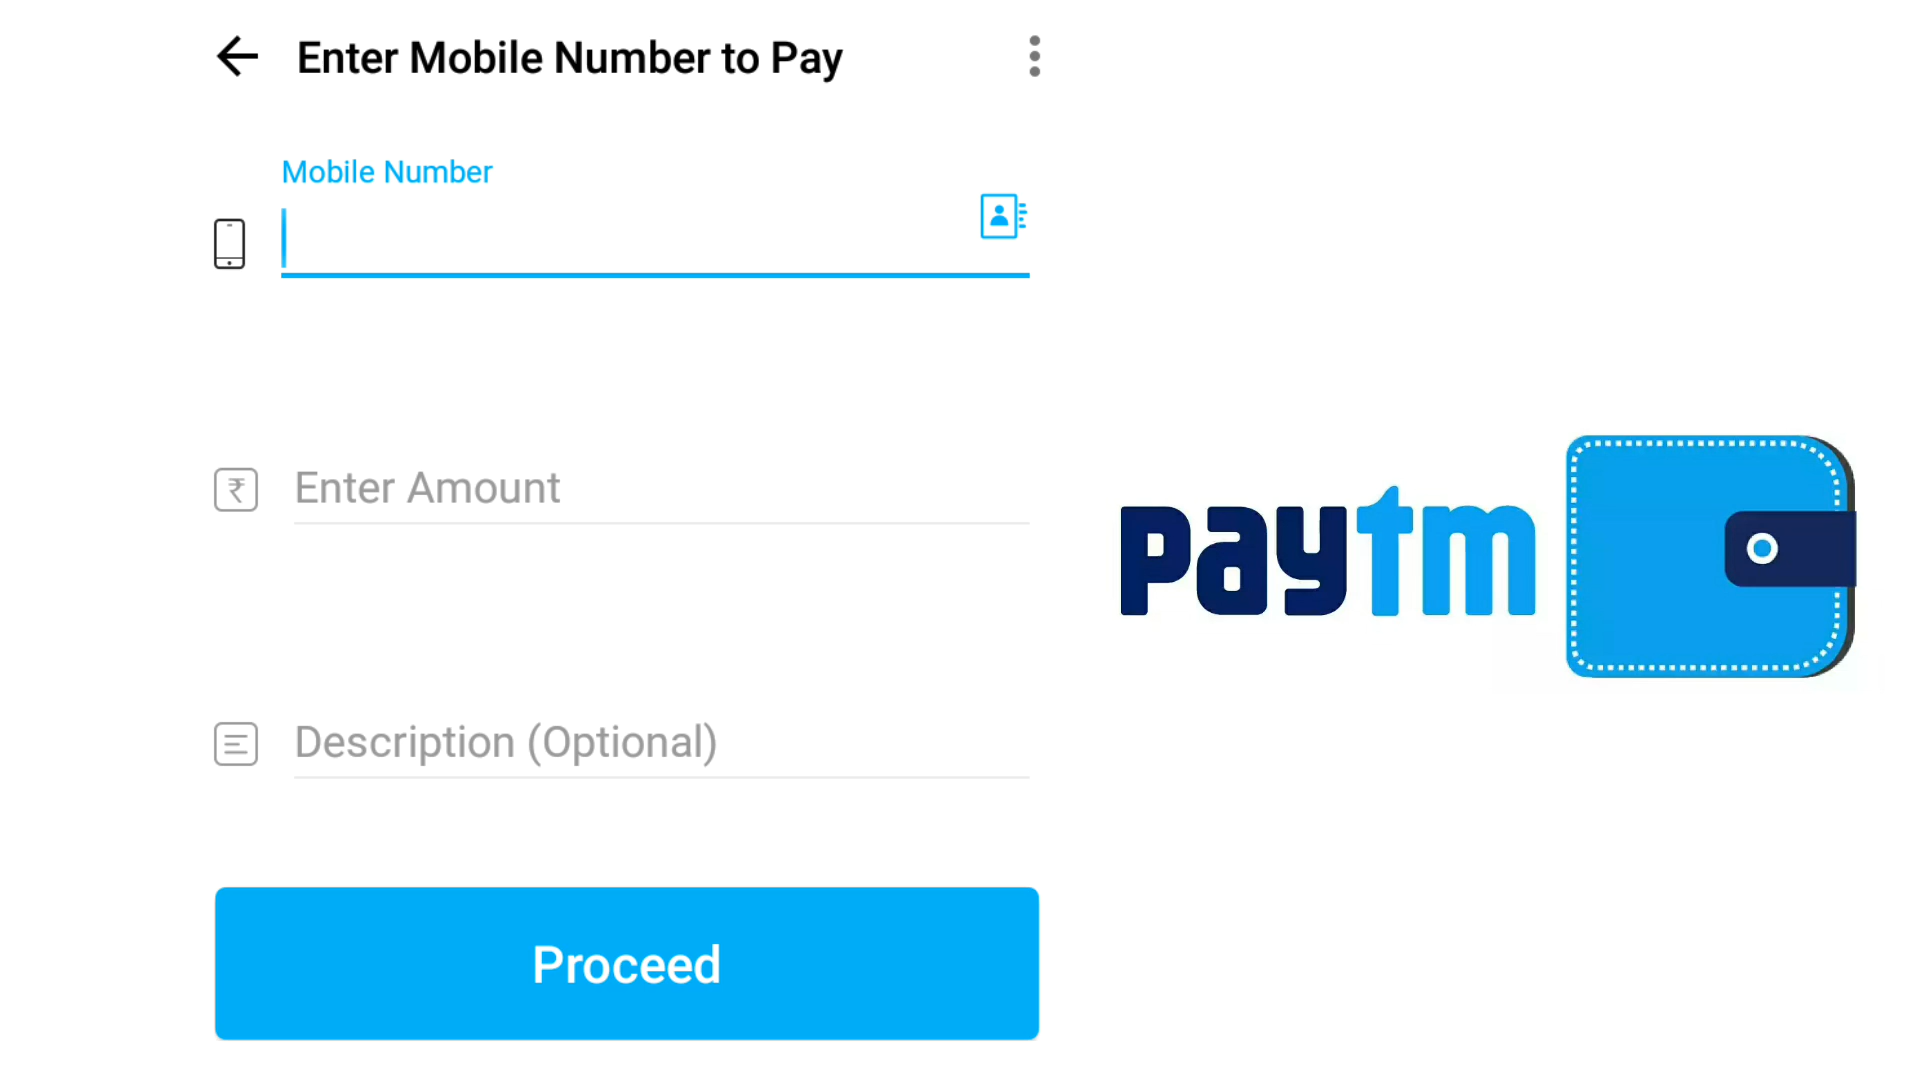 Enter Mobile Number to Pay
Mobile Number
₹ Enter Amount
Description (Optional)
Proceed
paytm